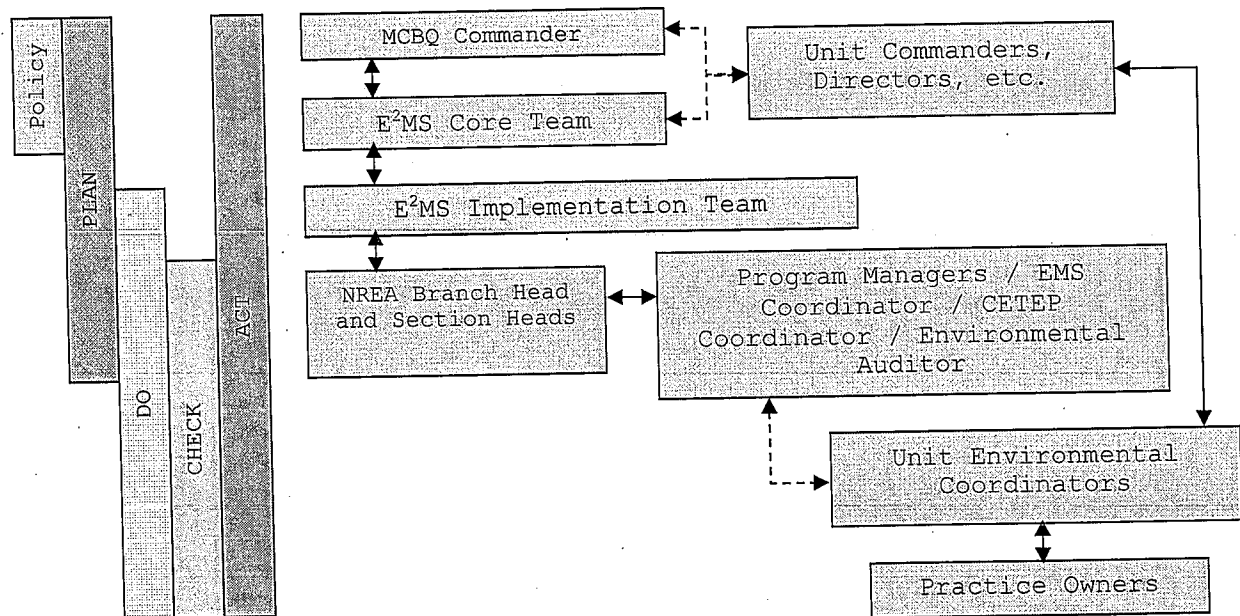 Policy
PLAN
DO
CHECK
ACT
MCBQ Commander
E²MS Core Team
E²MS Implementation Team
NREA Branch Head
and Section Heads
Unit Commanders,
Directors, etc.
Program Managers / EMS
Coordinator / CETEP
Coordinator / Environmental
Auditor
Unit Environmental
Coordinators
Practice Owners